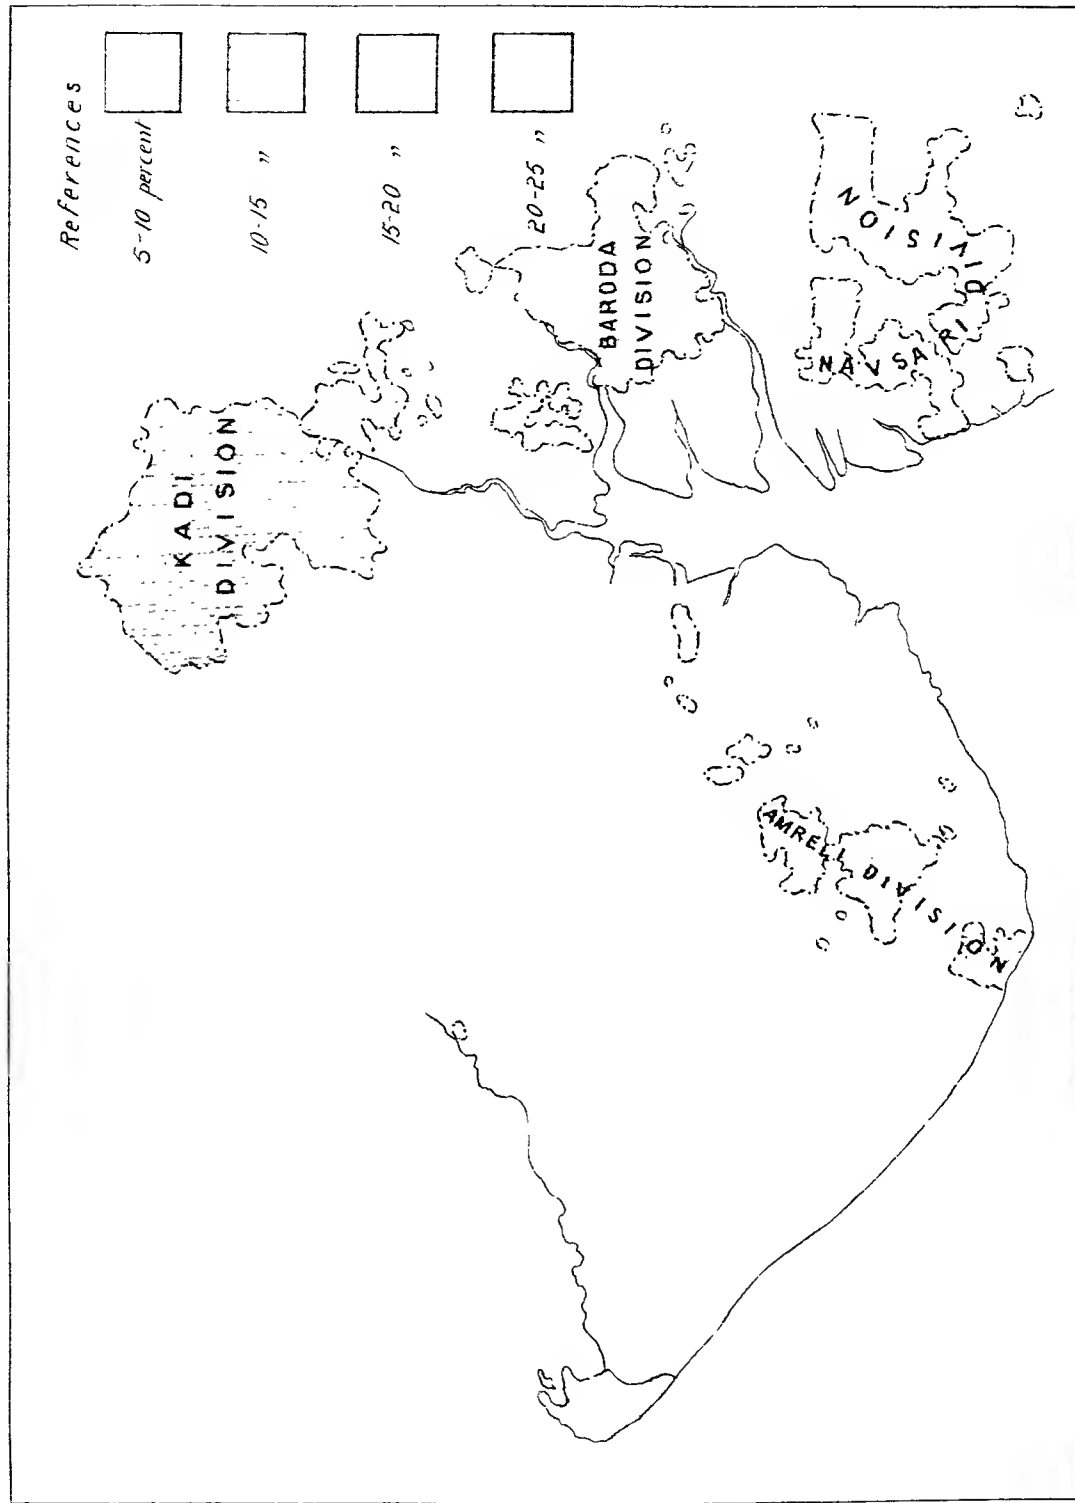 References
5-10 percent
10-15 "
15-20 "
20-25 "
KADI
DIVISION
BARODA
DIVISION
NAVSARI DIVISION
AMRELI DIVISION